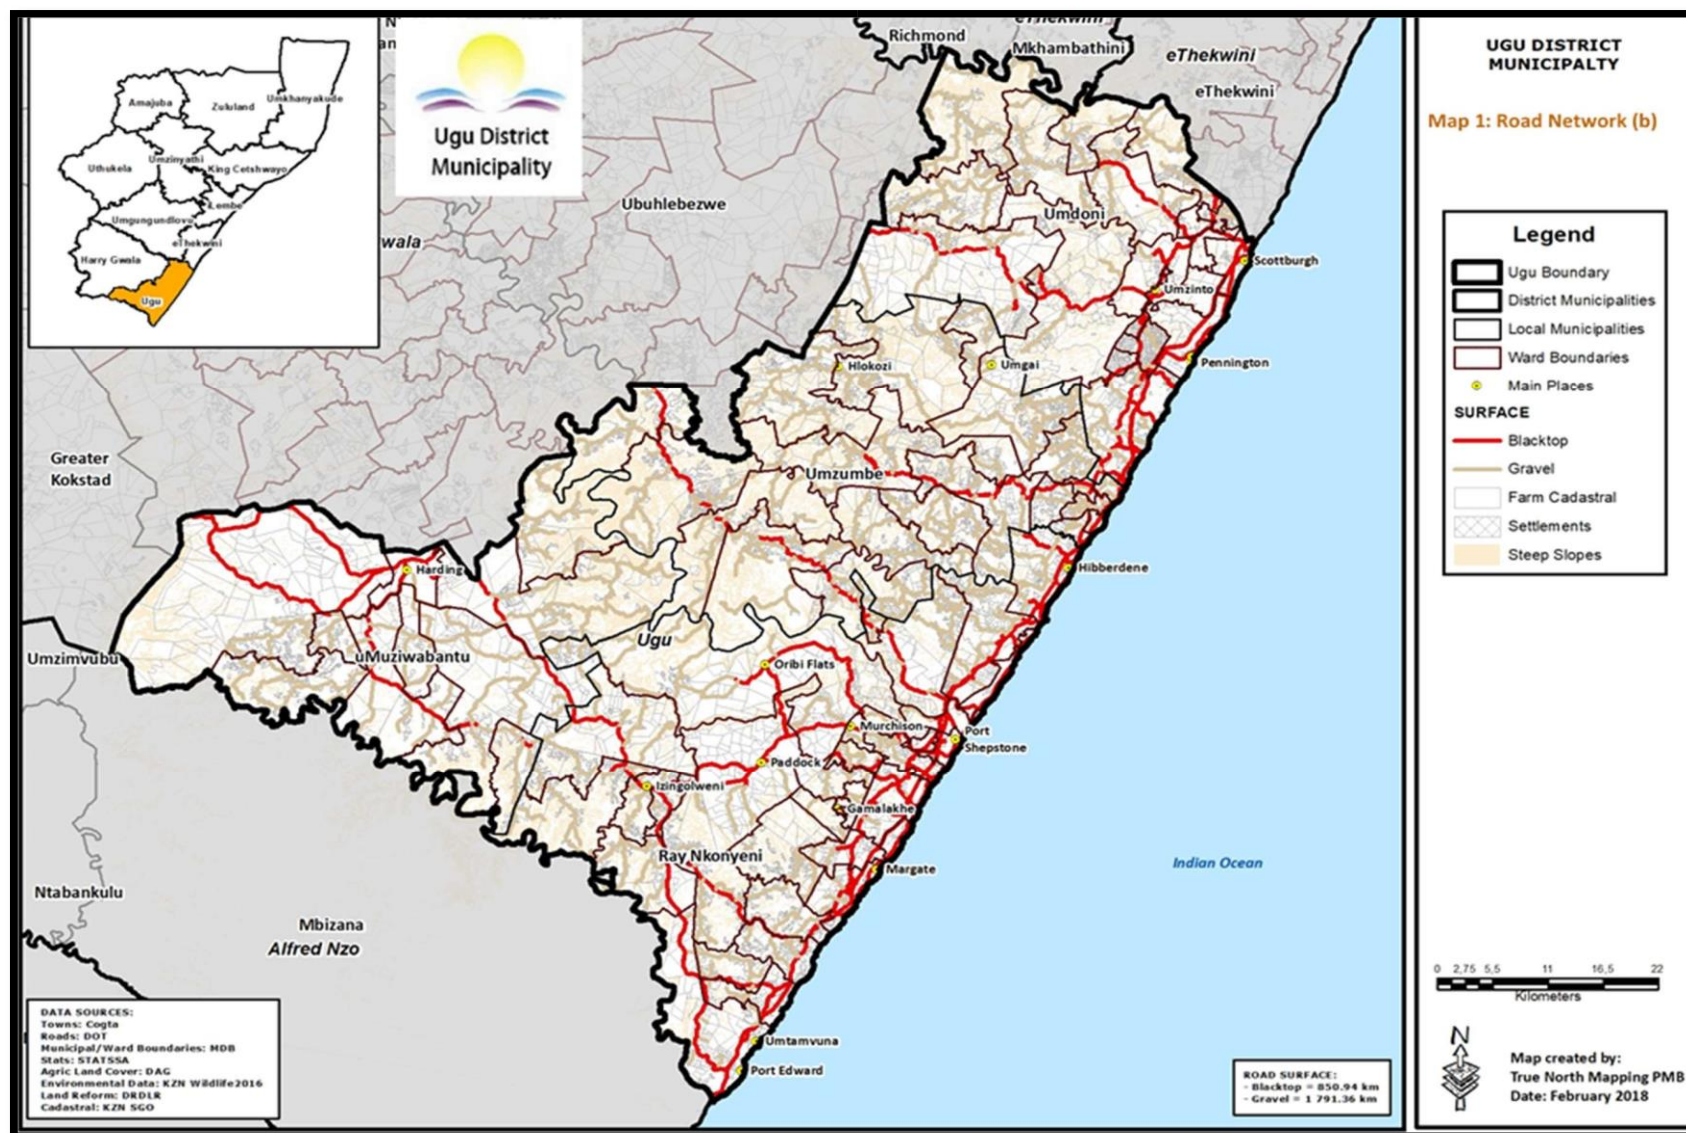 Amajuba
Zululand
Umkhanyakude
Uthukela
Umzinyathi
King Cetshwayo
iLembe
Umgungundlovu
eThekwini
Harry Gwala
Ugu
Ugu District
Municipality
Richmond
Mkhambathini
eThekwini
eThekwini
eThekwini
Ubuhlebezwe
wala
Umdoni
Scottburgh
Umzinto
Pennington
Hlokozi
Umgai
Greater
Kokstad
Umzumbe
Harding
Hibberdene
Ugu
Umzimvubu
uMuziwabantu
Oribi Flats
Murchison
Port
Shepstone
Paddock
Izingolweni
Gamalakhe
Ray Nkonyeni
Margate
Indian Ocean
Ntabankulu
Mbizana
Alfred Nzo
Umtamvuna
Port Edward
DATA SOURCES:
Towns: Cogta
Roads: DOT
Municipal/Ward Boundaries: MDB
Stats: STATSSA
Agric Land Cover: DAG
Environmental Data: KZN Wildlife2016
Land Reform: DRDLR
Cadastral: KZN SGO
ROAD SURFACE:
- Blacktop = 850.94 km
- Gravel = 1 791.36 km
UGU DISTRICT
MUNICIPALTY
Map 1: Road Network (b)
Legend
Ugu Boundary
District Municipalities
Local Municipalities
Ward Boundaries
Main Places
SURFACE
Blacktop
Gravel
Farm Cadastral
Settlements
Steep Slopes
0 2,75 5,5 11 16,5 22
Kilometers
N
Map created by:
True North Mapping PMB
Date: February 2018